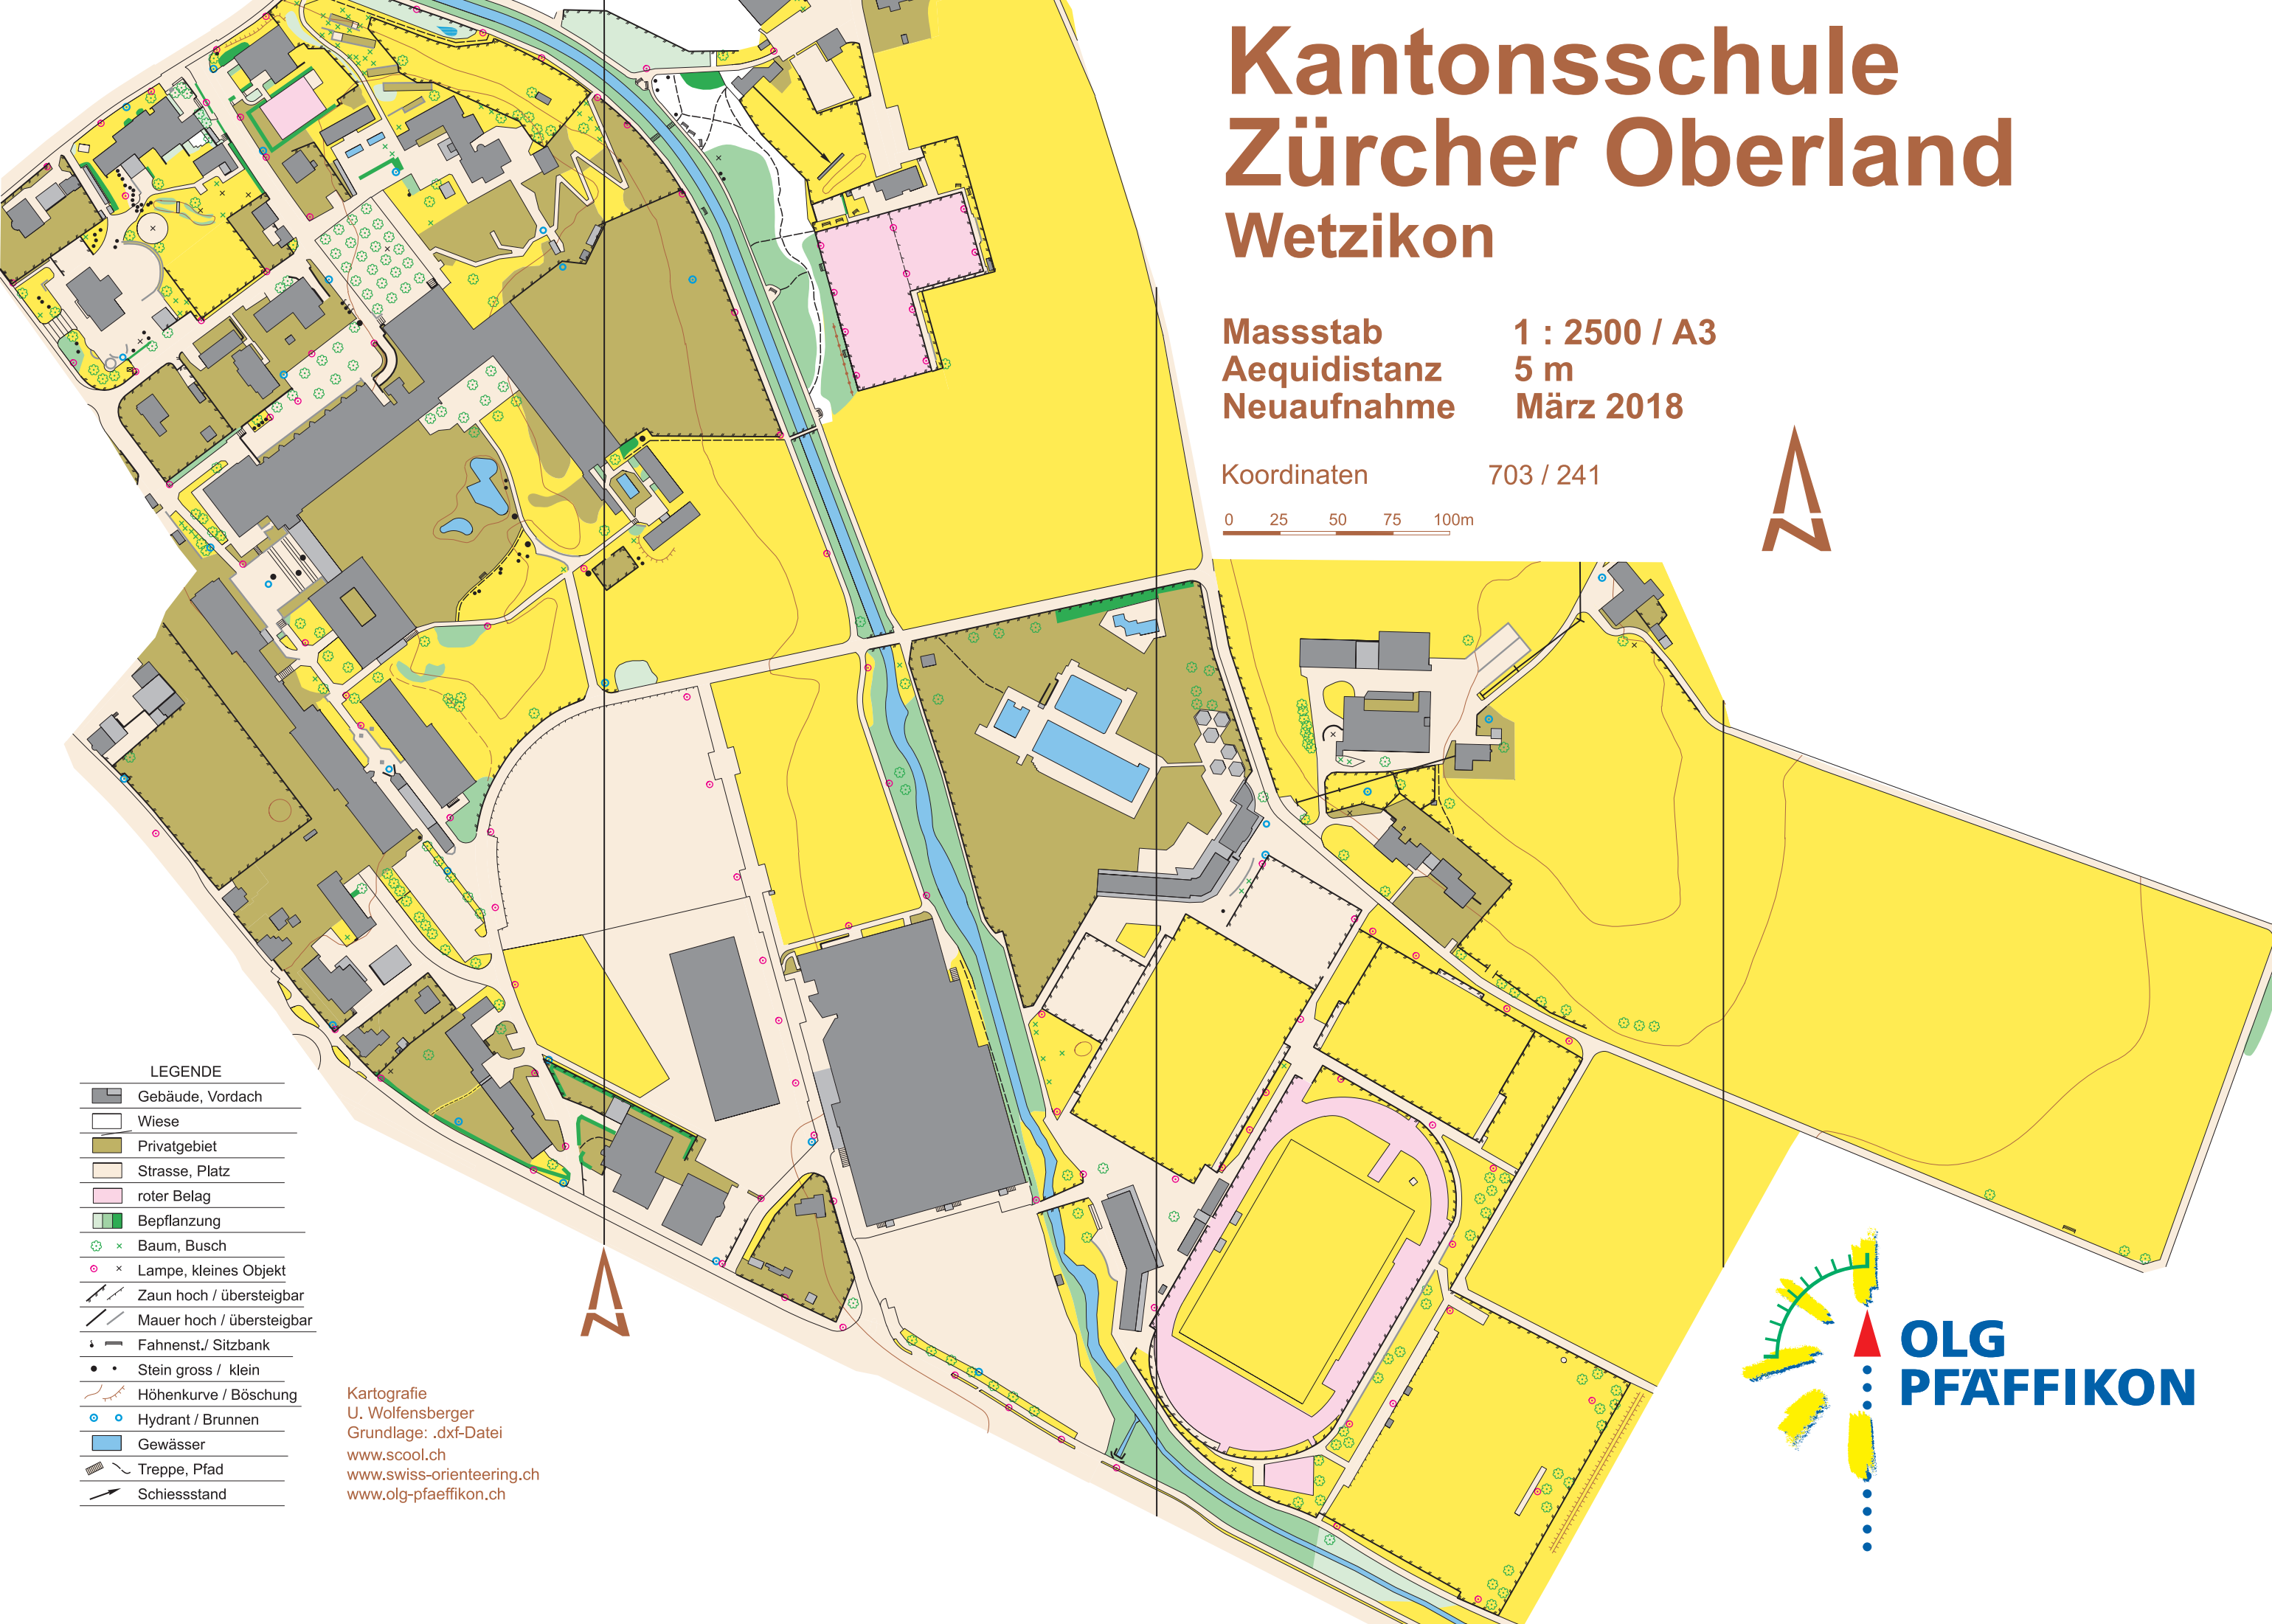 Kantonsschule
Zürcher Oberland
Wetzikon
Massstab 1 : 2500 / A3
Aequidistanz 5 m
Neuaufnahme März 2018
Koordinaten 703 / 241
0 25 50 75 100m
N
N
LEGENDE
Gebäude, Vordach
Wiese
Privatgebiet
Strasse, Platz
roter Belag
Bepflanzung
Baum, Busch
Lampe, kleines Objekt
Zaun hoch / übersteigbar
Mauer hoch / übersteigbar
Fahnenst./ Sitzbank
Stein gross / klein
Höhenkurve / Böschung
Hydrant / Brunnen
Gewässer
Treppe, Pfad
Schiessstand
Kartografie
U. Wolfensberger
Grundlage: .dxf-Datei
www.scool.ch
www.swiss-orienteering.ch
www.olg-pfaeffikon.ch
OLG
PFÄFFIKON